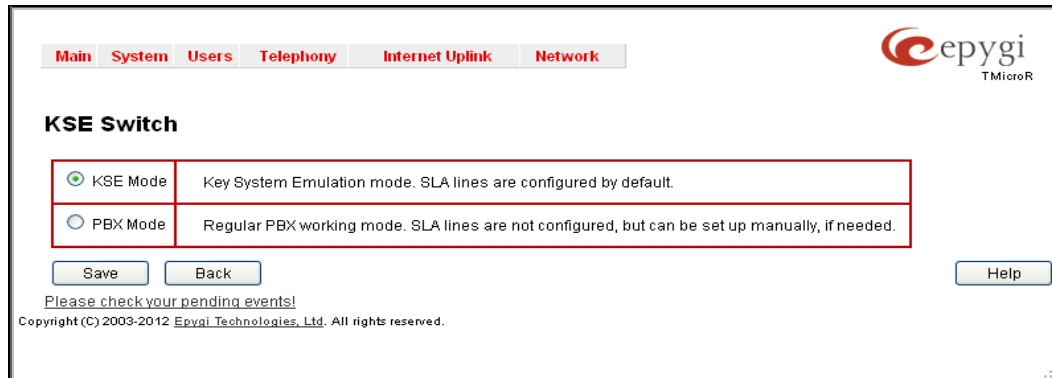 Main System Users Telephony Internet Uplink Network
epygi
TMicroR
KSE Switch
KSE Mode Key System Emulation mode. SLA lines are configured by default.
PBX Mode Regular PBX working mode. SLA lines are not configured, but can be set up manually, if needed.
Save Back Help
Please check your pending events!
Copyright (C) 2003-2012 Epygi Technologies, Ltd. All rights reserved.